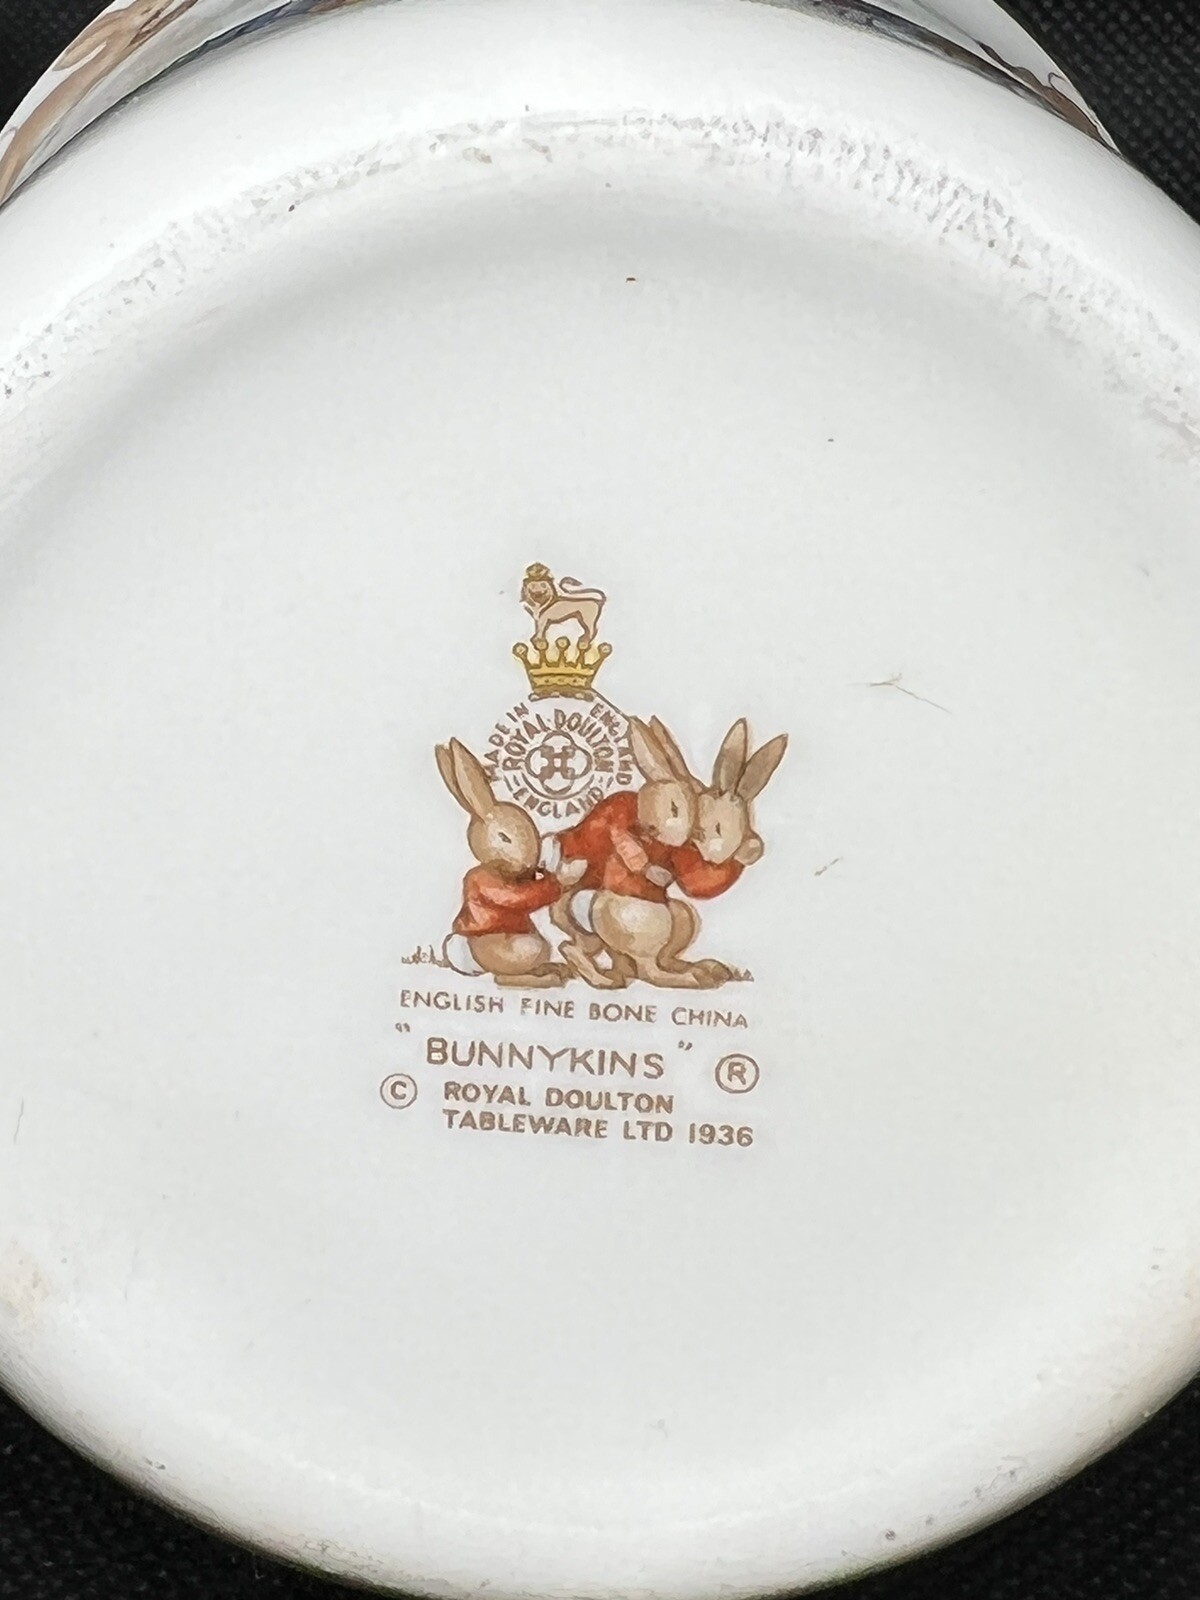 MADE IN ENGLAND
ROYAL DOULTON
ENGLAND
ENGLISH FINE BONE CHINA
"BUNNYKINS" ®
© ROYAL DOULTON
TABLEWARE LTD 1936